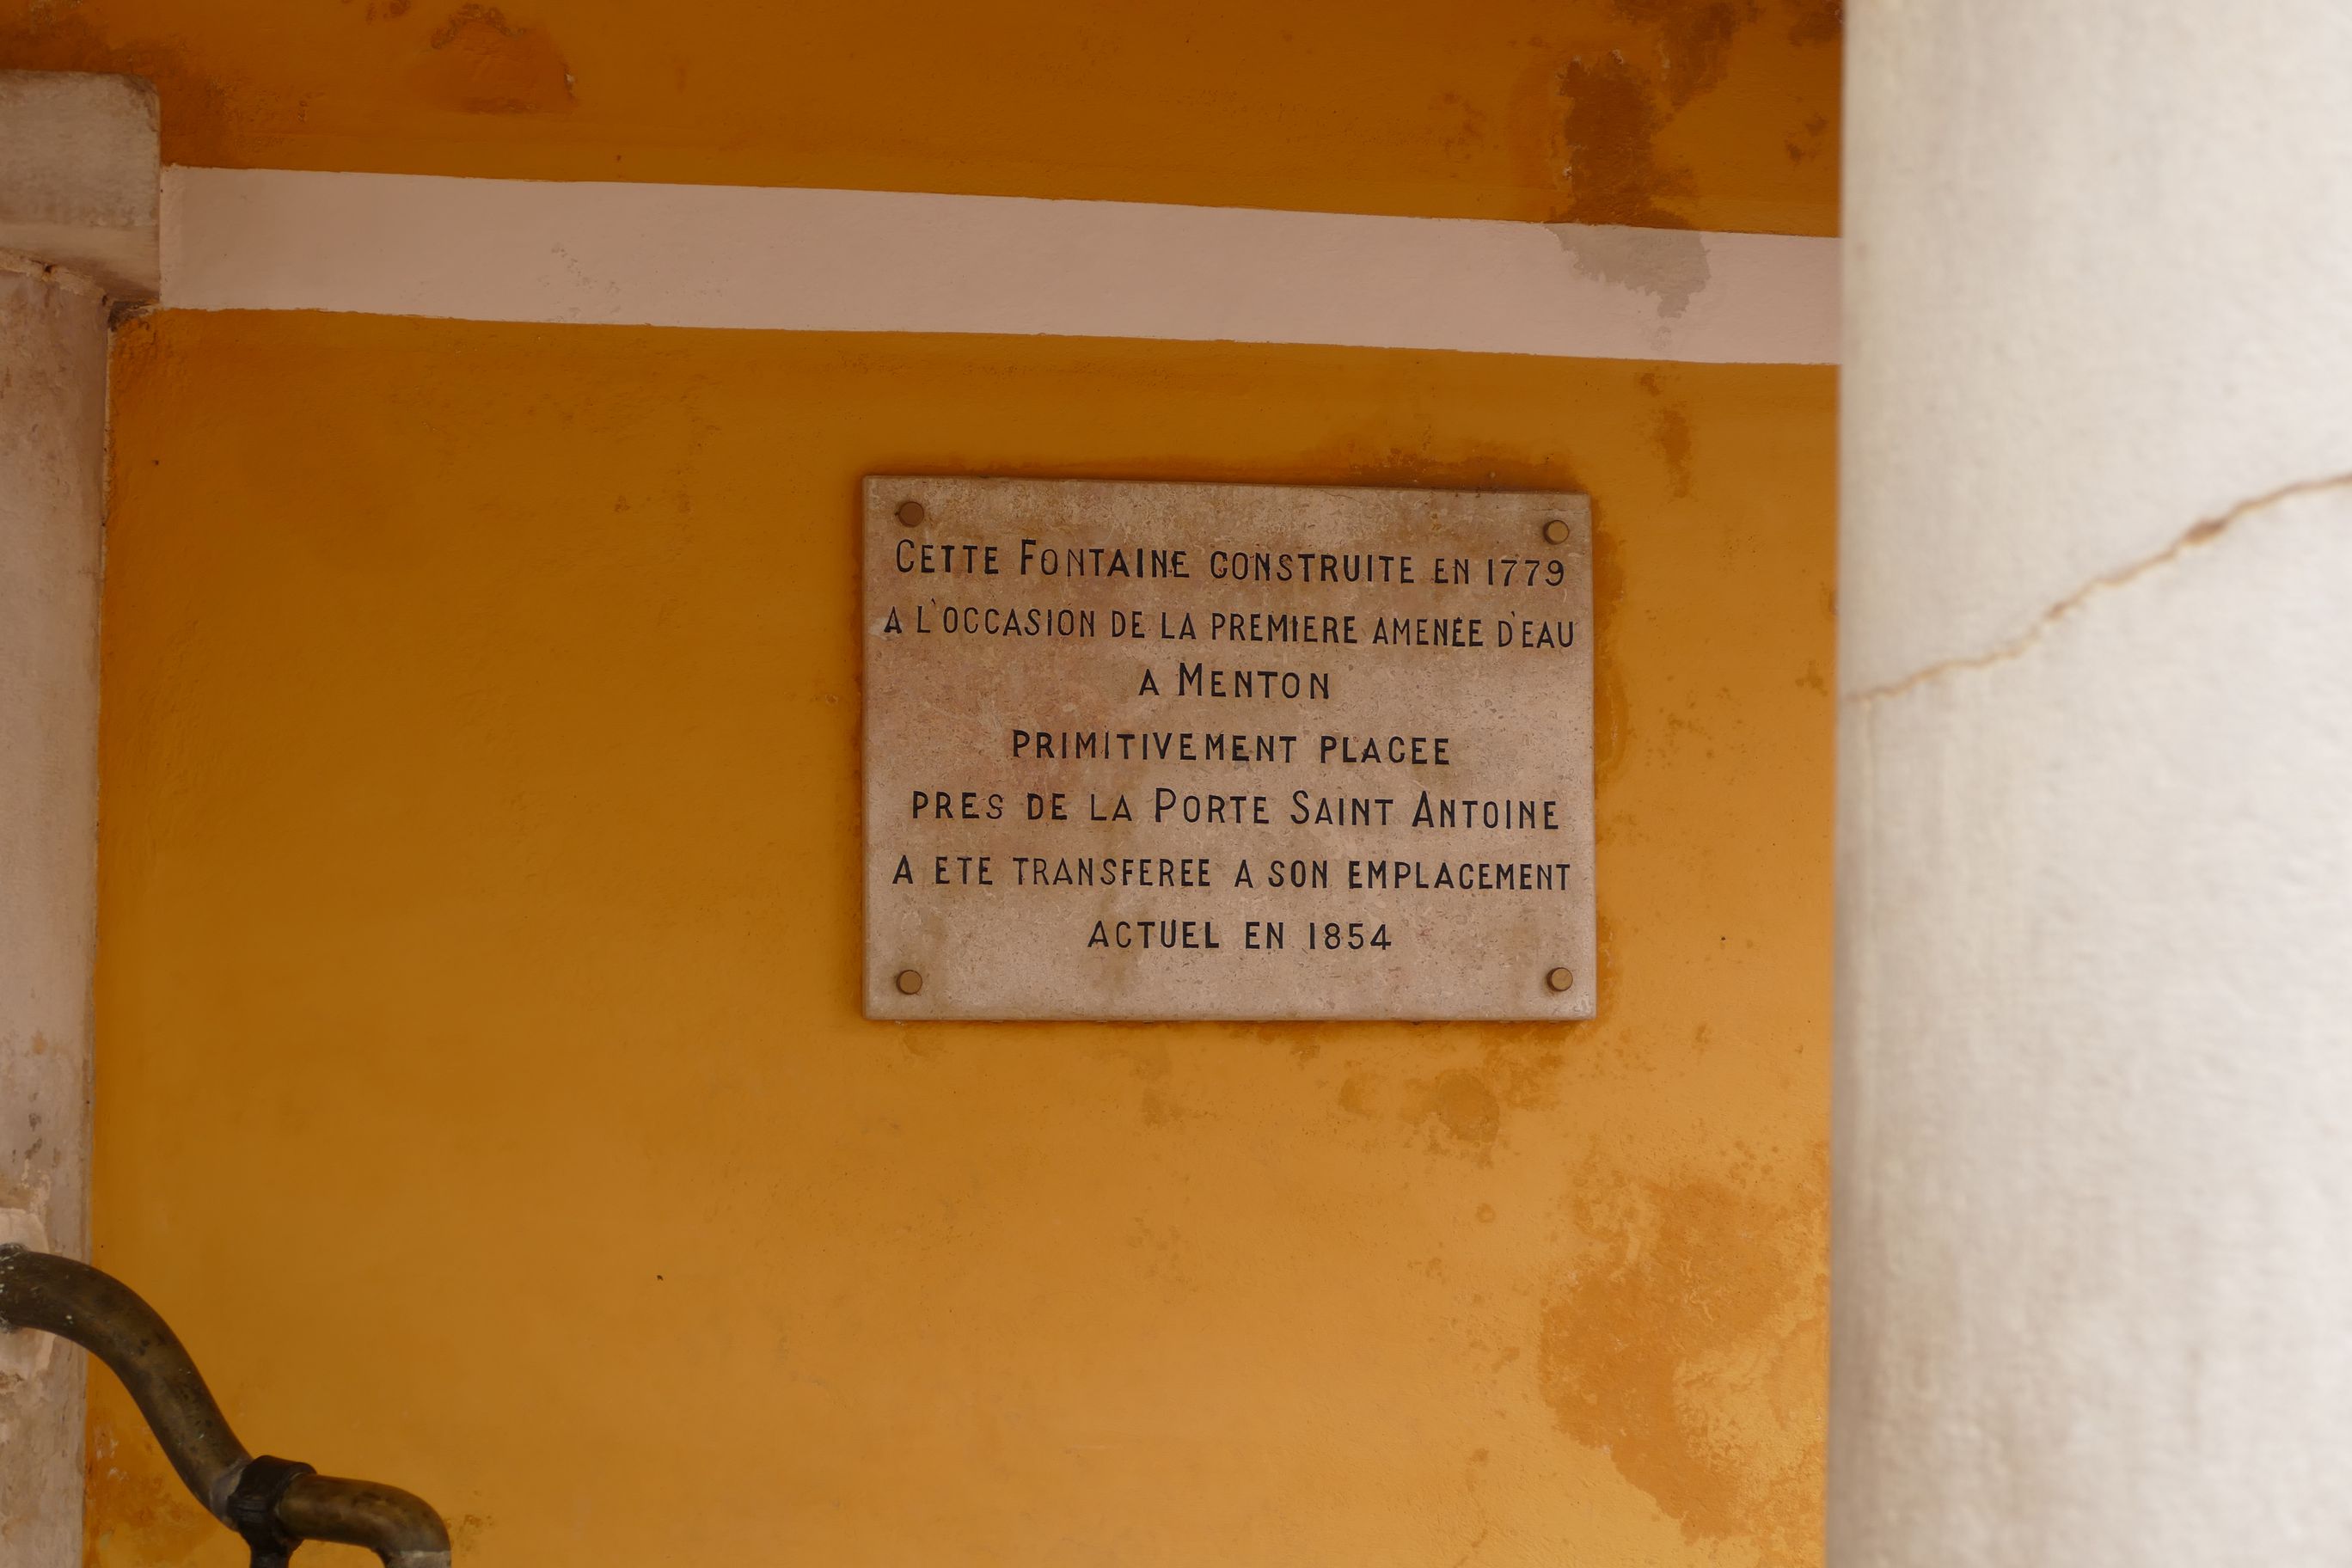 CETTE FONTAINE CONSTRUITE EN 1779
A L'OCCASION DE LA PREMIERE AMENÉE D'EAU
A MENTON
PRIMITIVEMENT PLACEE
PRES DE LA PORTE SAINT ANTOINE
A ETE TRANSFEREE A SON EMPLACEMENT
ACTUEL EN 1854